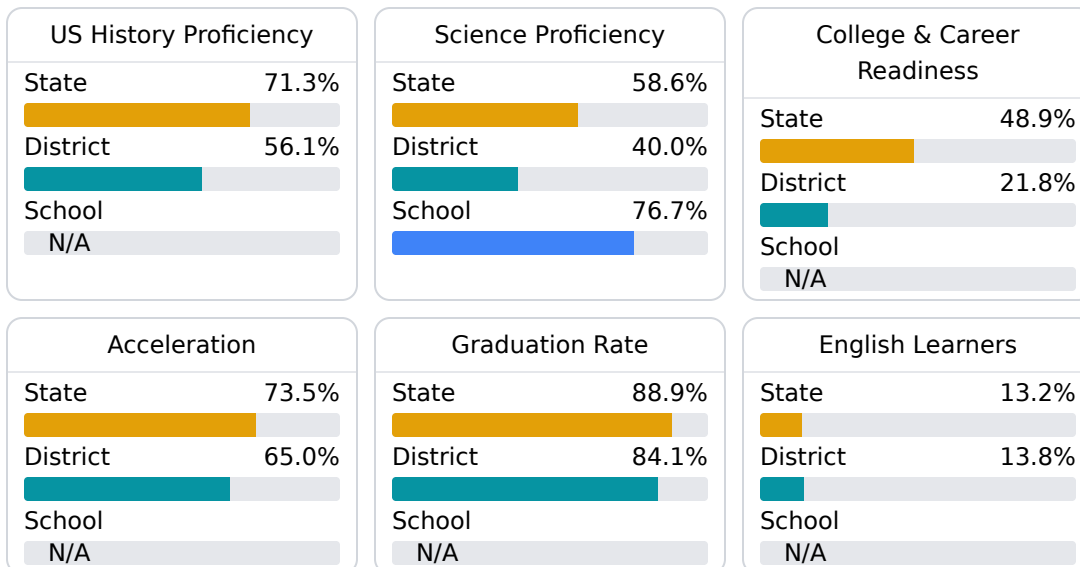 US History Proficiency
State 71.3%
District 56.1%
School
N/A
Science Proficiency
State 58.6%
District 40.0%
School 76.7%
College & Career
Readiness
State 48.9%
District 21.8%
School
N/A
Acceleration
State 73.5%
District 65.0%
School
N/A
Graduation Rate
State 88.9%
District 84.1%
School
N/A
English Learners
State 13.2%
District 13.8%
School
N/A